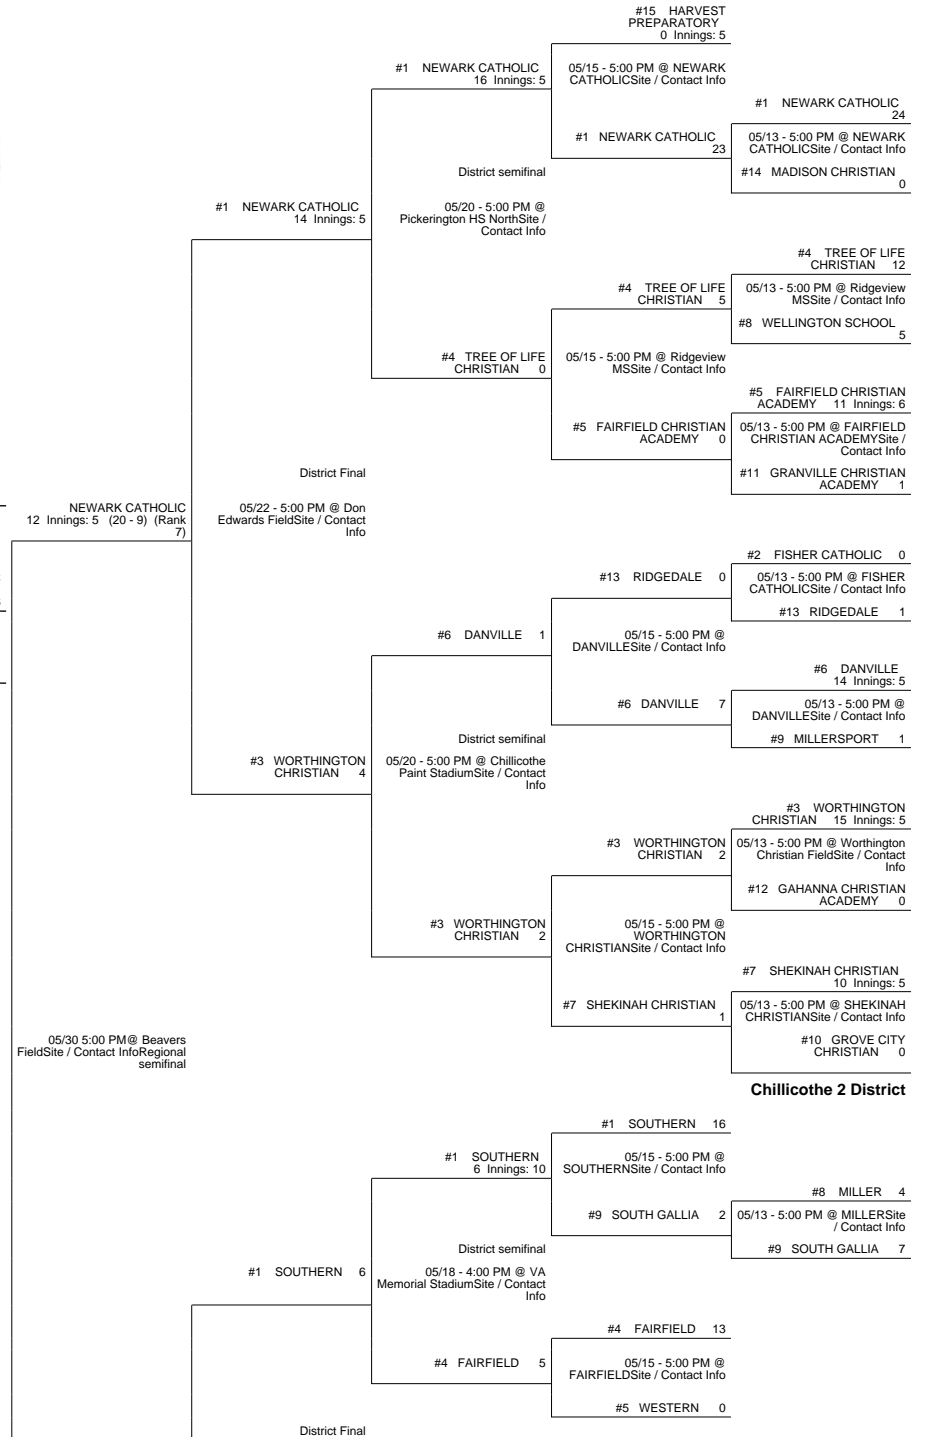 #15 HARVEST
PREPARATORY
0 Innings: 5
#1 NEWARK CATHOLIC
16 Innings: 5
05/15 - 5:00 PM @ NEWARK
CATHOLICSite / Contact Info
#1 NEWARK CATHOLIC
24
#1 NEWARK CATHOLIC
23
05/13 - 5:00 PM @ NEWARK
CATHOLICSite / Contact Info
#14 MADISON CHRISTIAN
0
District semifinal
#1 NEWARK CATHOLIC
14 Innings: 5
05/20 - 5:00 PM @
Pickerington HS NorthSite /
Contact Info
#4 TREE OF LIFE
CHRISTIAN 12
#4 TREE OF LIFE
CHRISTIAN 5
05/13 - 5:00 PM @ Ridgeview
MSSite / Contact Info
#8 WELLINGTON SCHOOL
5
#4 TREE OF LIFE
CHRISTIAN 0
05/15 - 5:00 PM @ Ridgeview
MSSite / Contact Info
#5 FAIRFIELD CHRISTIAN
ACADEMY 11 Innings: 6
#5 FAIRFIELD CHRISTIAN
ACADEMY 0
05/13 - 5:00 PM @ FAIRFIELD
CHRISTIAN ACADEMYSite /
Contact Info
#11 GRANVILLE CHRISTIAN
ACADEMY 1
District Final
NEWARK CATHOLIC
12 Innings: 5 (20 - 9) (Rank
7)
05/22 - 5:00 PM @ Don
Edwards FieldSite / Contact
Info
#2 FISHER CATHOLIC 0
#13 RIDGEDALE 0
05/13 - 5:00 PM @ FISHER
CATHOLICSite / Contact Info
#13 RIDGEDALE 1
#6 DANVILLE 1
05/15 - 5:00 PM @
DANVILLESite / Contact Info
#6 DANVILLE
14 Innings: 5
#6 DANVILLE 7
05/13 - 5:00 PM @
DANVILLESite / Contact Info
#9 MILLERSPORT 1
District semifinal
#3 WORTHINGTON
CHRISTIAN 4
05/20 - 5:00 PM @ Chillicothe
Paint StadiumSite / Contact
Info
#3 WORTHINGTON
CHRISTIAN 15 Innings: 5
#3 WORTHINGTON
CHRISTIAN 2
05/13 - 5:00 PM @ Worthington
Christian FieldSite / Contact
Info
#12 GAHANNA CHRISTIAN
ACADEMY 0
#3 WORTHINGTON
CHRISTIAN 2
05/15 - 5:00 PM @
WORTHINGTON
CHRISTIANSite / Contact Info
#7 SHEKINAH CHRISTIAN
10 Innings: 5
#7 SHEKINAH CHRISTIAN
1
05/13 - 5:00 PM @ SHEKINAH
CHRISTIANSite / Contact Info
#10 GROVE CITY
CHRISTIAN 0
05/30 5:00 PM@ Beavers
FieldSite / Contact InfoRegional
semifinal
Chillicothe 2 District
#1 SOUTHERN 16
#1 SOUTHERN
6 Innings: 10
05/15 - 5:00 PM @
SOUTHERNSite / Contact Info
#8 MILLER 4
#9 SOUTH GALLIA 2
05/13 - 5:00 PM @ MILLERSite
/ Contact Info
#9 SOUTH GALLIA 7
District semifinal
#1 SOUTHERN 6
05/18 - 4:00 PM @ VA
Memorial StadiumSite / Contact
Info
#4 FAIRFIELD 13
#4 FAIRFIELD 5
05/15 - 5:00 PM @
FAIRFIELDSite / Contact Info
#5 WESTERN 0
District Final